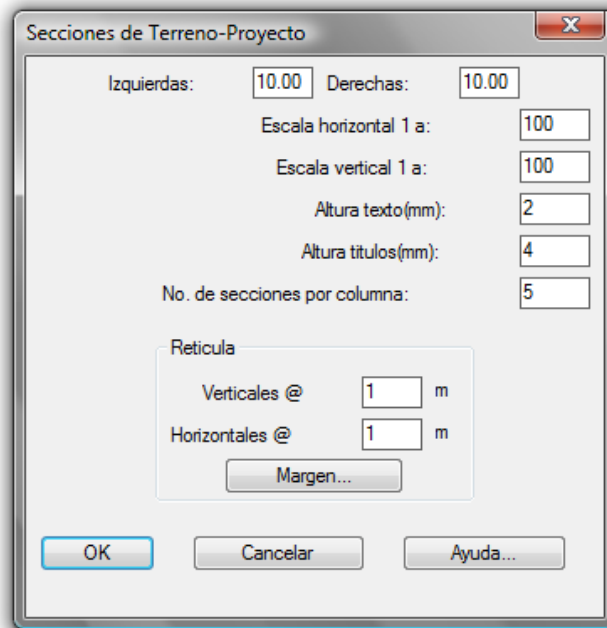 Secciones de Terreno-Proyecto
Izquierdas: 10.00 Derechas: 10.00
Escala horizontal 1 a: 100
Escala vertical 1 a: 100
Altura texto(mm): 2
Altura titulos(mm): 4
No. de secciones por columna: 5
Reticula
Verticales @ 1 m
Horizontales @ 1 m
Margen...
OK Cancelar Ayuda...